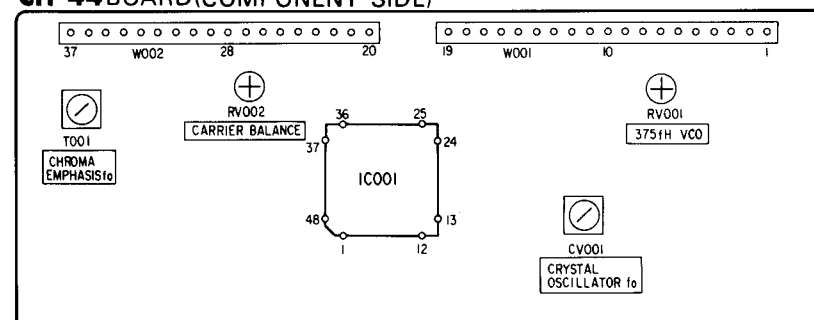 44 BOARD (COMPONENT SIDE)
37 W002 28 20
19 W001 10 1
RV002
CARRIER BALANCE
RV001
375fH VCO
T001
CHROMA
EMPHASIS fo
36 25
37 24
IC001
48 13
1 12
CV001
CRYSTAL
OSCILLATOR fo